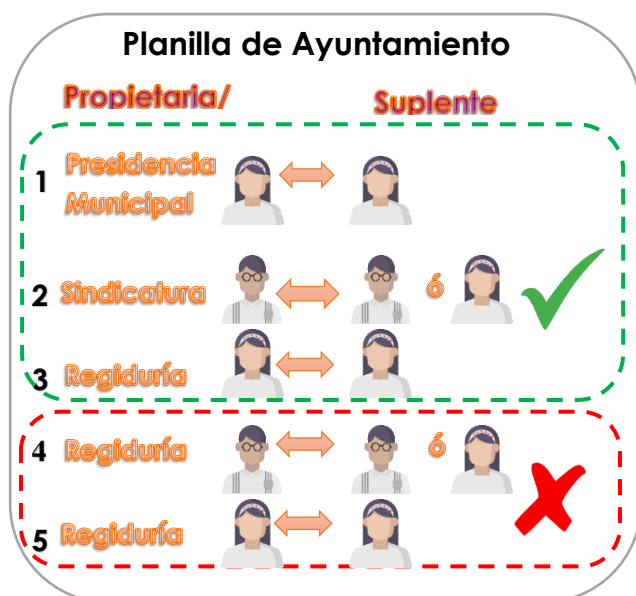 Planilla de Ayuntamiento
Propietaria/ Suplente
1 Presidencia
Municipal
2 Sindicatura ó
3 Regiduría
4 Regiduría ó
5 Regiduría